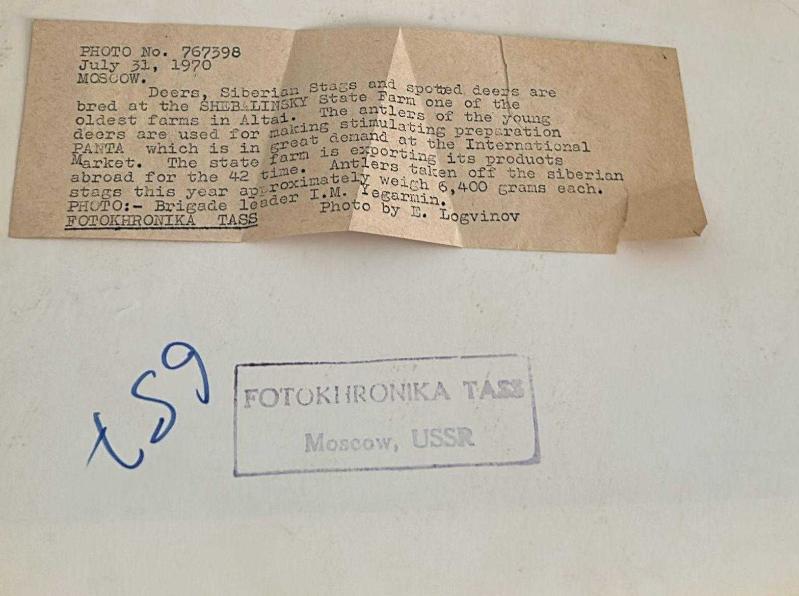 PHOTO No. 767398
July 31, 1970
MOSCOW.
Deers, Siberian Stags and spotted deers are
bred at the SHEBALINSKY State Farm one of the
oldest farms in Altai. The antlers of the young
deers are used for making stimulating preparation
PANTA which is in great demand at the International
Market. The state farm is exporting its products
abroad for the 42 time. Antlers taken off the siberian
stags this year approximately weigh 6,400 grams each.
PHOTO:- Brigade leader I.M. Yegarmin.
FOTOKHRONIKA TASS Photo by E. Logvinov
FOTOKHRONIKA TASS
Moscow, USSR